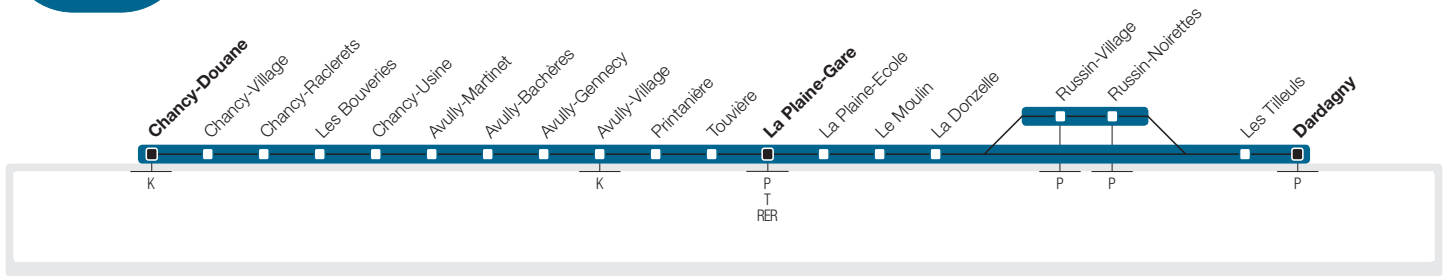 Chancy-Douane
Chancy-Village
Chancy-Raclerets
Les Bouveries
Chancy-Usine
Avully-Martinet
Avully-Bachères
Avully-Gennecy
Avully-Village
Printanière
Touvière
La Plaine-Gare
La Plaine-Ecole
Le Moulin
La Donzelle
Russin-Village
Russin-Noirettes
Les Tilleuls
Dardagny
K
K
P
T
RER
P
P
P